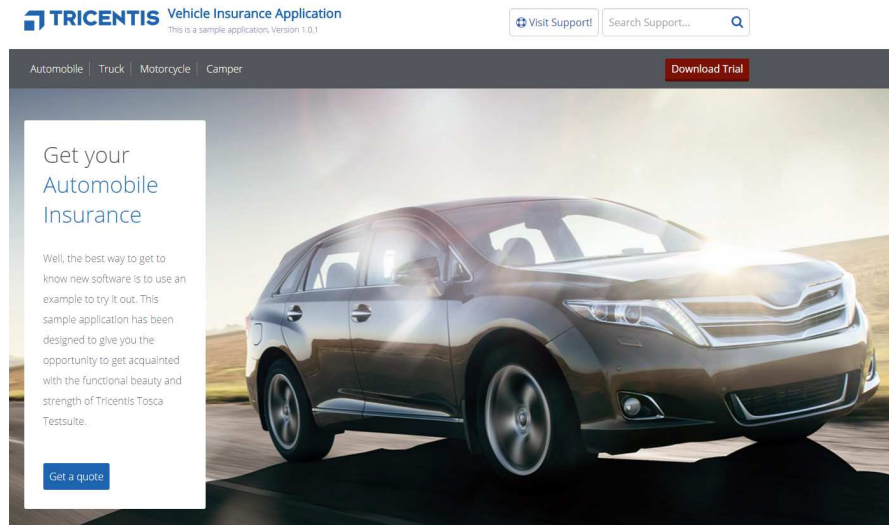 TRICENTIS
Vehicle Insurance Application
This is a sample application, Version 1.0.1
Visit Support!
Search Support...
Automobile
Truck
Motorcycle
Camper
Download Trial
Get your
Automobile
Insurance
Well, the best way to get to
know new software is to use an
example to try it out. This
sample application has been
designed to give you the
opportunity to get acquainted
with the functional beauty and
strength of Tricentis Tosca
Testsuite.
Get a quote